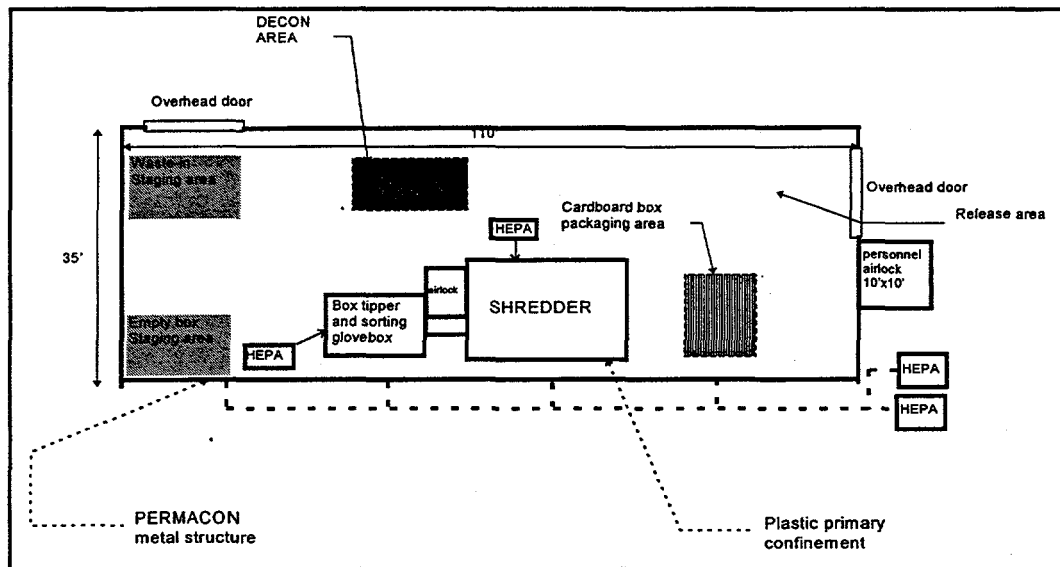 DECON
AREA
Overhead door
110'
Waste-in
Staging area
35'
HEPA
Cardboard box
packaging area
Overhead door
Release area
personnel
airlock
10'x10'
airlock
SHREDDER
Box tipper
and sorting
glovebox
Empty box
Staging area
HEPA
HEPA
HEPA
PERMACON
metal structure
Plastic primary
confinement